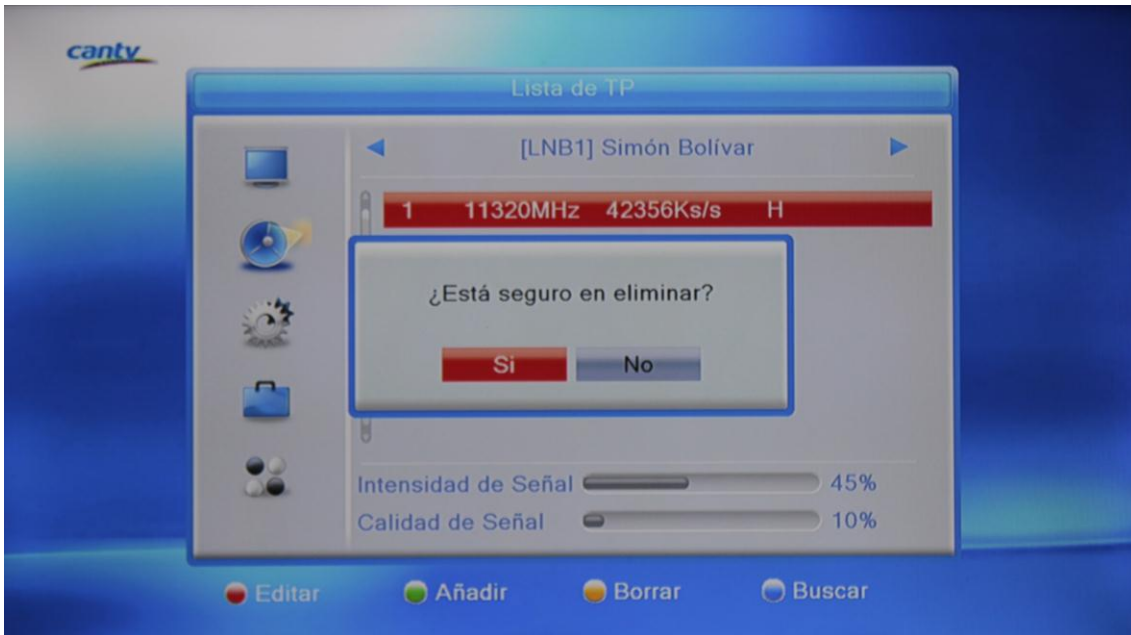 cantv
Lista de TP
[LNB1] Simón Bolívar
1 11320MHz 42356Ks/s H
¿Está seguro en eliminar?
Si No
Intensidad de Señal 45%
Calidad de Señal 10%
Editar Añadir Borrar Buscar